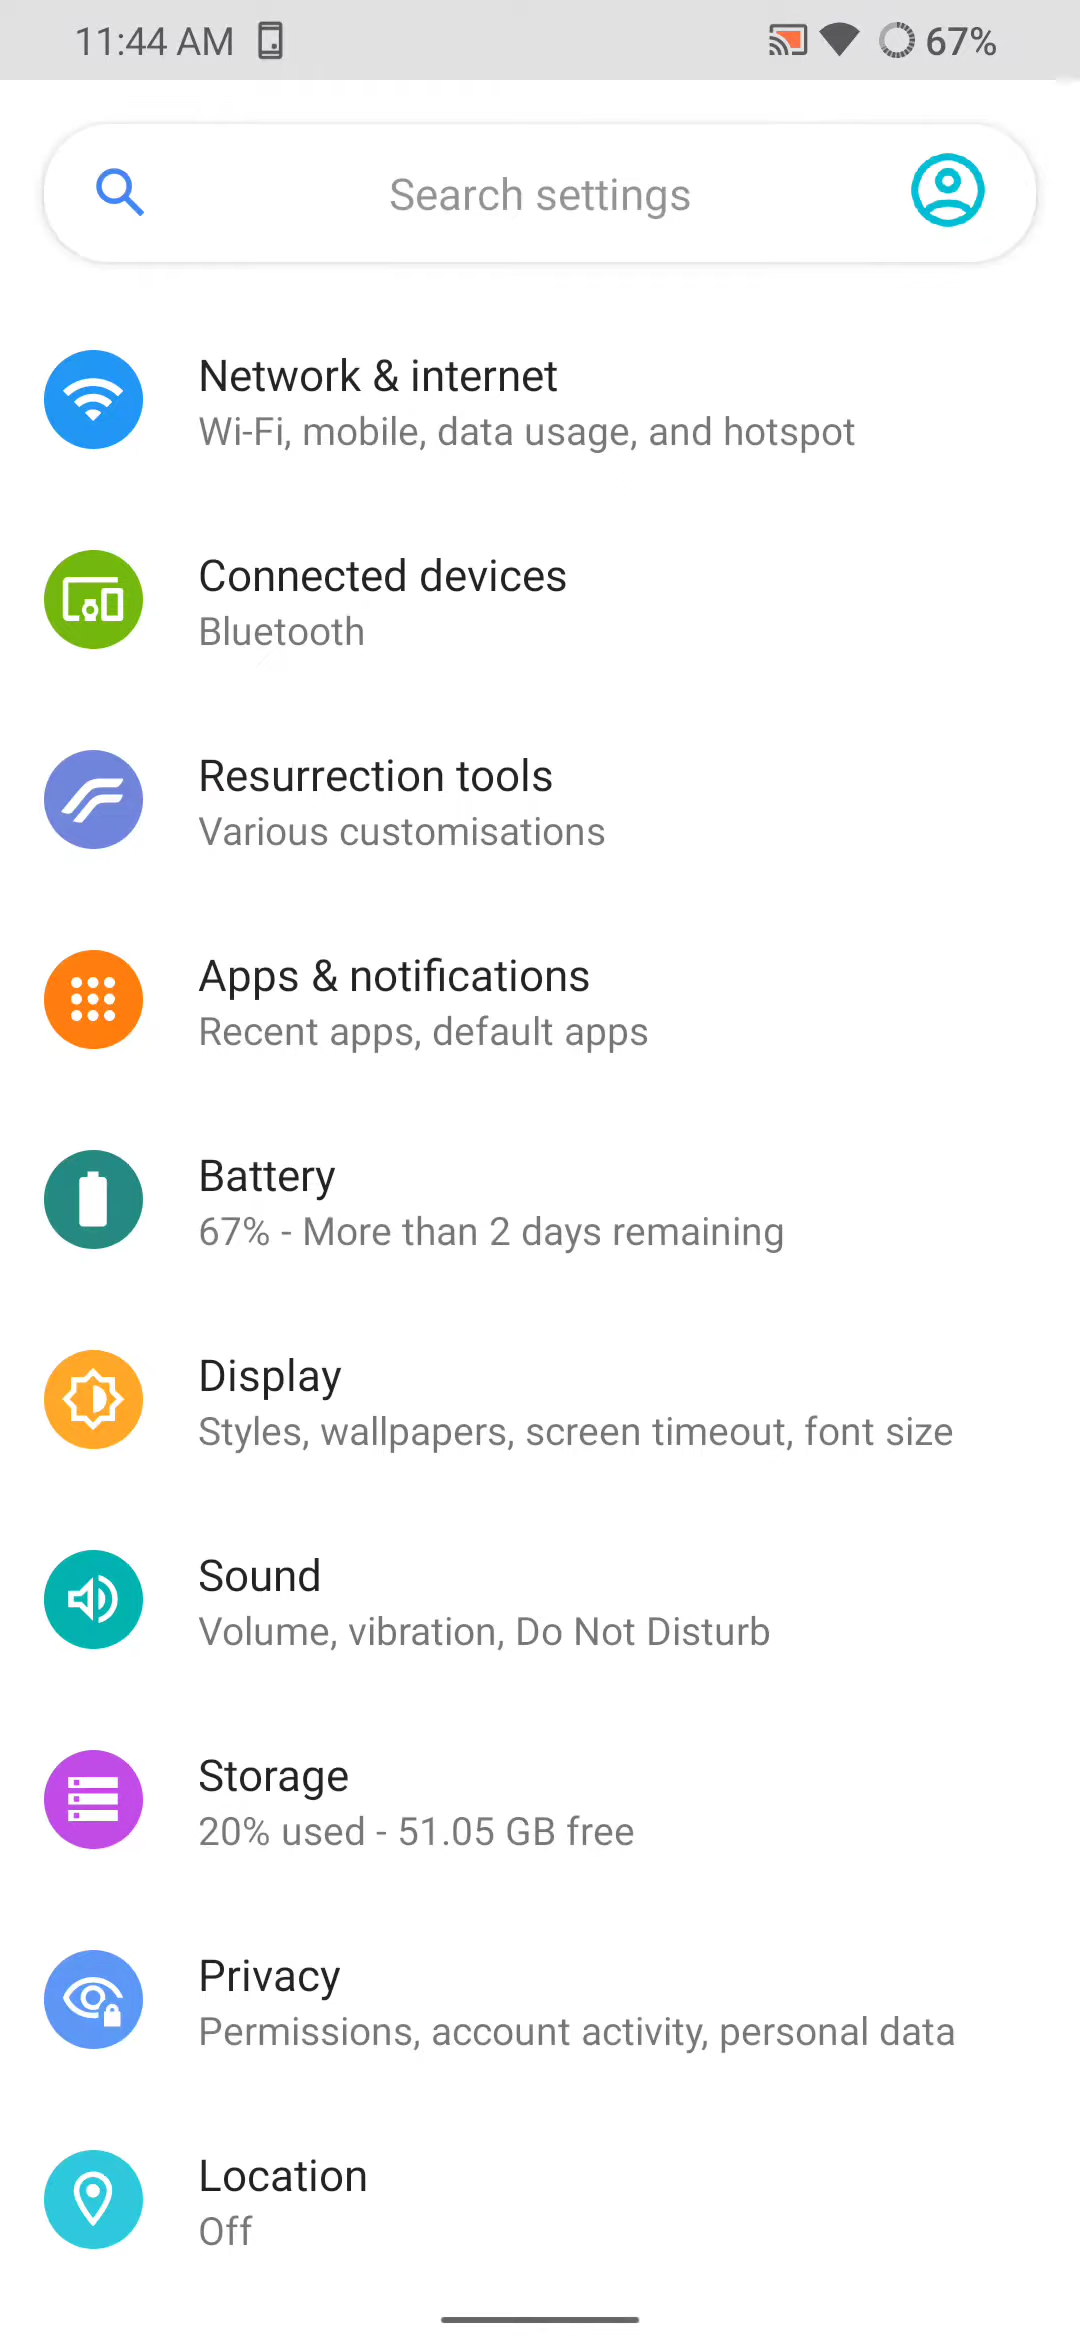 11:44 AM 67%
Search settings
Network & internet
Wi-Fi, mobile, data usage, and hotspot
Connected devices
Bluetooth
Resurrection tools
Various customisations
Apps & notifications
Recent apps, default apps
Battery
67% - More than 2 days remaining
Display
Styles, wallpapers, screen timeout, font size
Sound
Volume, vibration, Do Not Disturb
Storage
20% used - 51.05 GB free
Privacy
Permissions, account activity, personal data
Location
Off